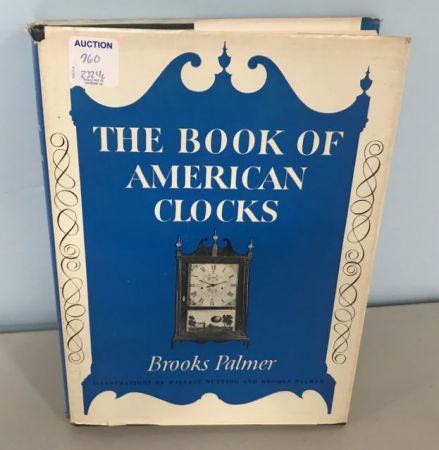 AUCTION
760
THE BOOK OF
AMERICAN
CLOCKS
Brooks Palmer
ILLUSTRATIONS BY WALLACE NUTTING AND BROOKS PALMER